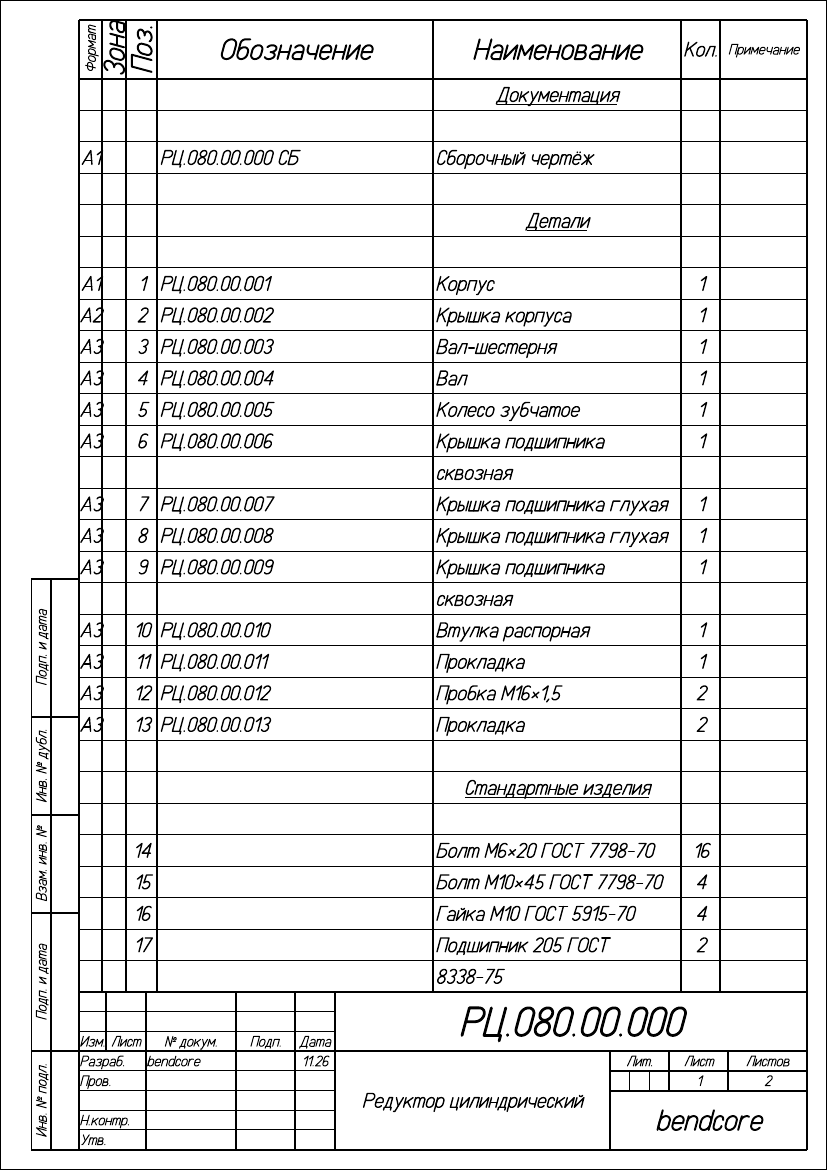 Формат Зона Поз. Обозначение Наименование Кол. Примечание
Документация
А1 РЦ.080.00.000 СБ Сборочный чертёж
Детали
А1 1 РЦ.080.00.001 Корпус 1
А2 2 РЦ.080.00.002 Крышка корпуса 1
А3 3 РЦ.080.00.003 Вал-шестерня 1
А3 4 РЦ.080.00.004 Вал 1
А3 5 РЦ.080.00.005 Колесо зубчатое 1
А3 6 РЦ.080.00.006 Крышка подшипника 1
сквозная
А3 7 РЦ.080.00.007 Крышка подшипника глухая 1
А3 8 РЦ.080.00.008 Крышка подшипника глухая 1
А3 9 РЦ.080.00.009 Крышка подшипника 1
сквозная
А3 10 РЦ.080.00.010 Втулка распорная 1
А3 11 РЦ.080.00.011 Прокладка 1
А3 12 РЦ.080.00.012 Пробка М16×1,5 2
А3 13 РЦ.080.00.013 Прокладка 2
Стандартные изделия
14 Болт М6×20 ГОСТ 7798-70 16
15 Болт М10×45 ГОСТ 7798-70 4
16 Гайка М10 ГОСТ 5915-70 4
17 Подшипник 205 ГОСТ 2
8338-75
Подп. и дата
Инв. № дубл.
Взам. инв. №
Подп. и дата
Инв. № подл.
РЦ.080.00.000
Изм. Лист № докум. Подп. Дата
Разраб. bendcore 11.26
Пров.
Н.контр.
Утв.
Редуктор цилиндрический
Лит. Лист Листов
1 2
bendcore